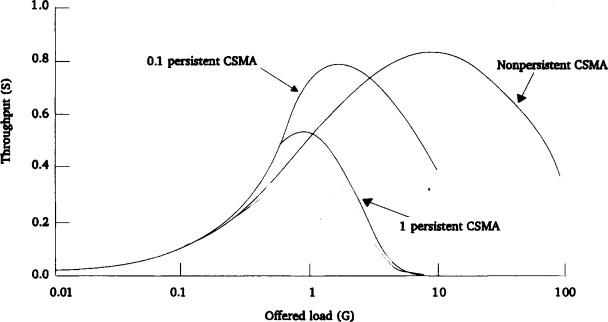 1.0
0.8
0.6
0.4
0.2
0.0
Throughput (S)
0.1 persistent CSMA
Nonpersistent CSMA
1 persistent CSMA
0.01
0.1
1
10
100
Offered load (G)